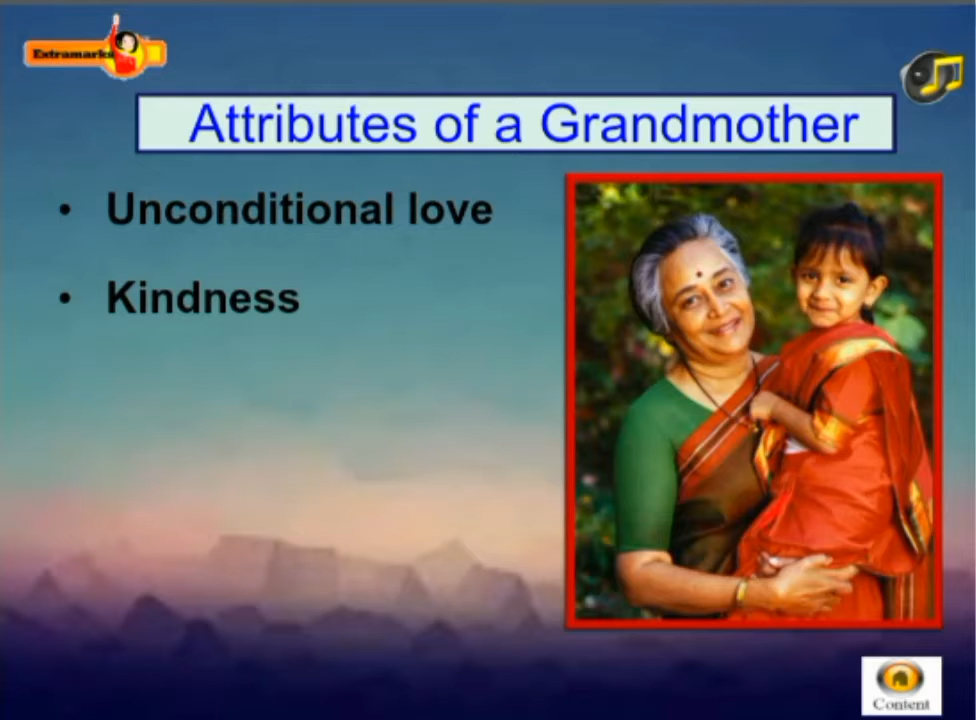 Extramarks
Attributes of a Grandmother
• Unconditional love
• Kindness
Content